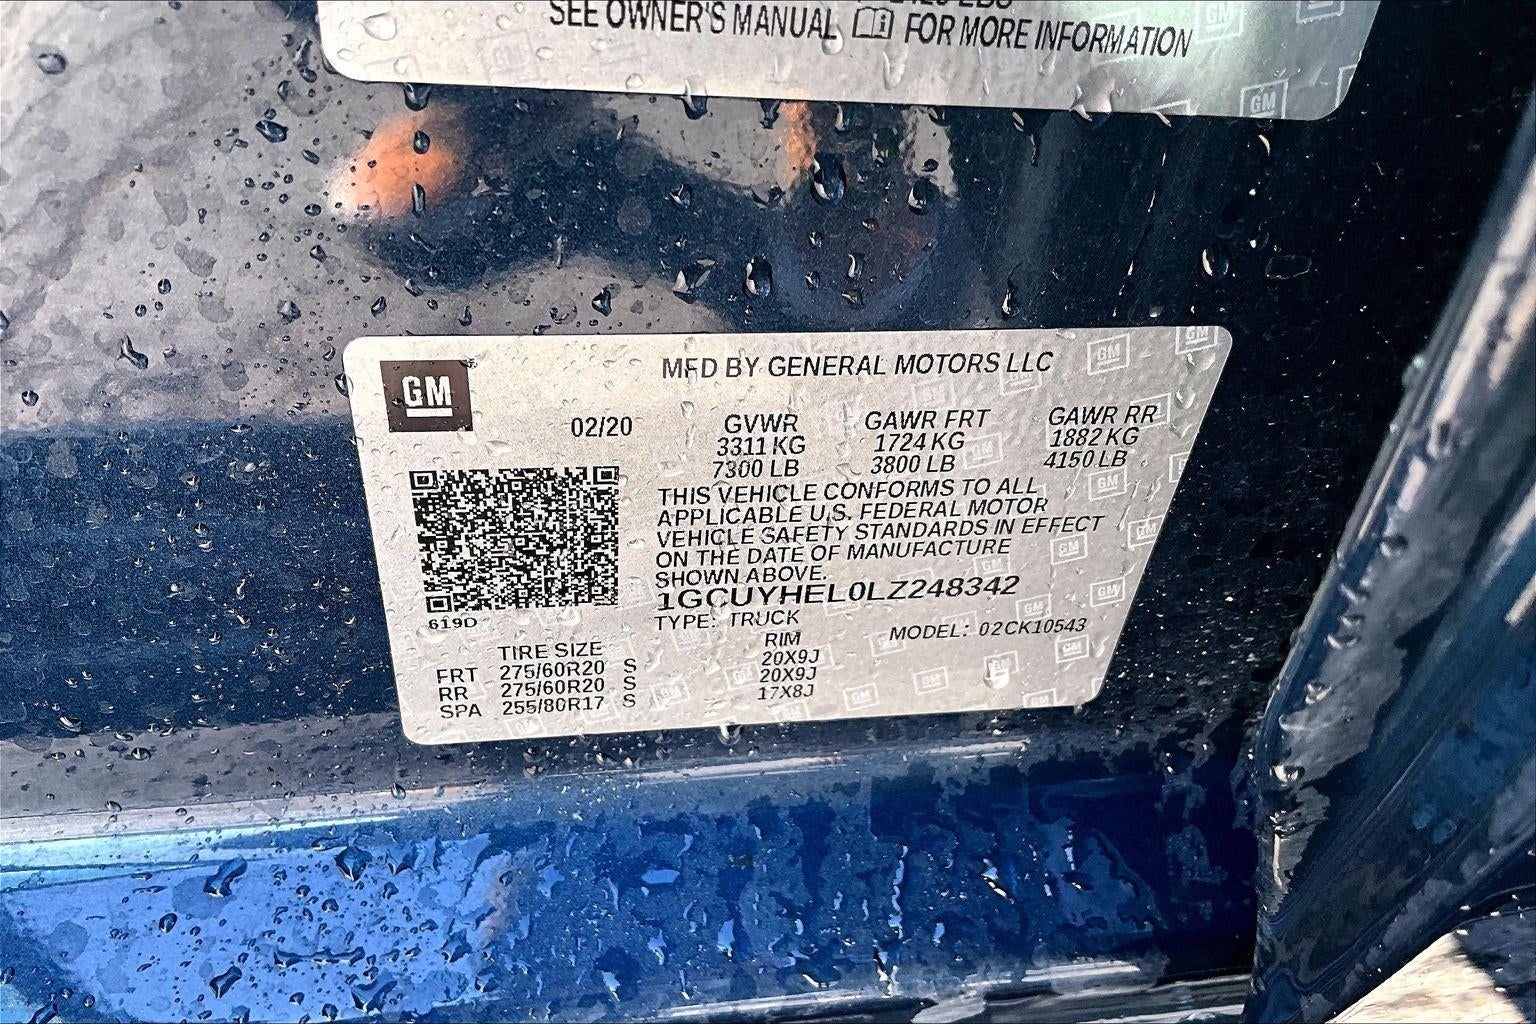 SEE OWNER'S MANUAL FOR MORE INFORMATION
GM
MFD BY GENERAL MOTORS LLC
02/20 GVWR GAWR FRT GAWR RR
3311 KG 1724 KG 1882 KG
7300 LB 3800 LB 4150 LB
THIS VEHICLE CONFORMS TO ALL
APPLICABLE U.S. FEDERAL MOTOR
VEHICLE SAFETY STANDARDS IN EFFECT
ON THE DATE OF MANUFACTURE
SHOWN ABOVE.
1GCUYHEL0LZ248342
619D
TYPE: TRUCK MODEL: 02CK10543
TIRE SIZE RIM
FRT 275/60R20 S 20X9J
RR 275/60R20 S 20X9J
SPA 255/80R17 S 17X8J